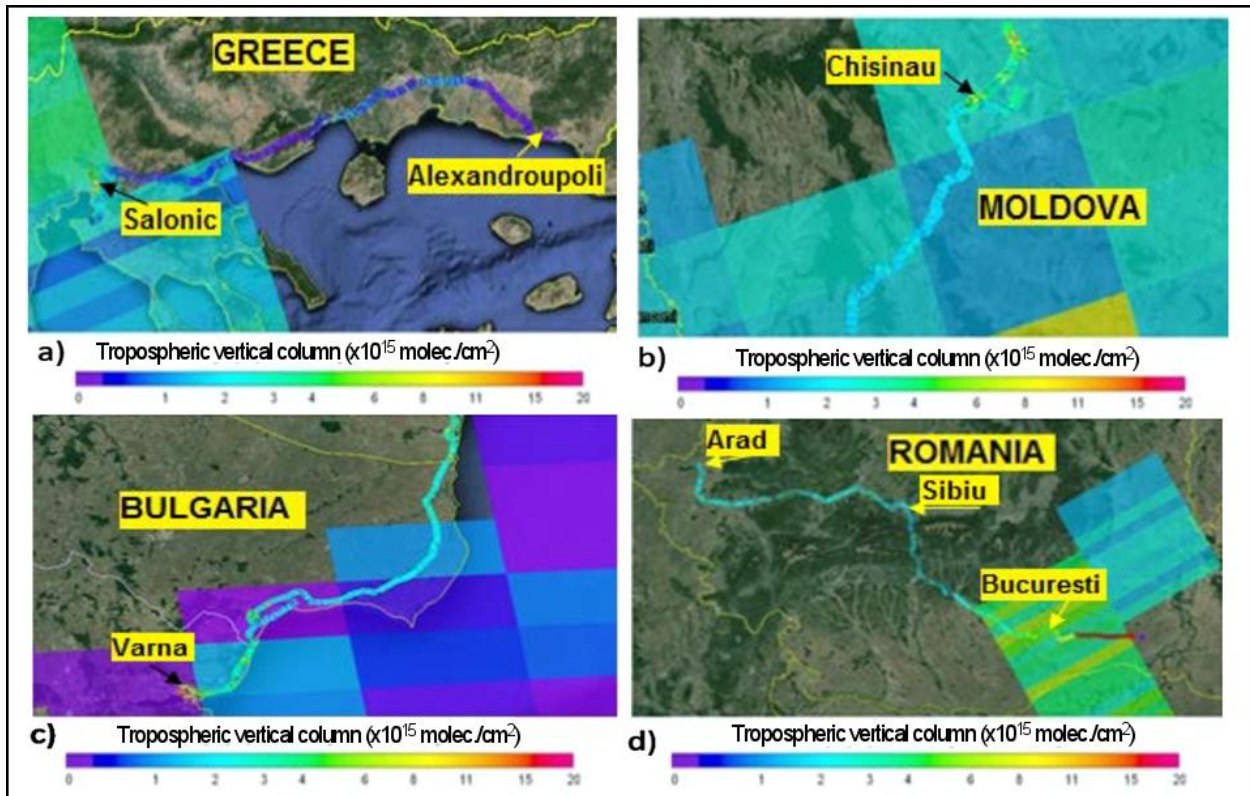 GREECE
Alexandroupoli
Salonic
a) Tropospheric vertical column (x10¹⁵ molec./cm²)
0 1 2 3 4 6 8 11 15 20
Chisinau
MOLDOVA
b) Tropospheric vertical column (x10¹⁵ molec./cm²)
0 1 2 3 4 6 8 11 15 20
BULGARIA
Varna
c) Tropospheric vertical column (x10¹⁵ molec./cm²)
0 1 2 3 4 6 8 11 15 20
Arad
ROMANIA
Sibiu
Bucuresti
d) Tropospheric vertical column (x10¹⁵ molec./cm²)
0 1 2 3 4 6 8 11 15 20